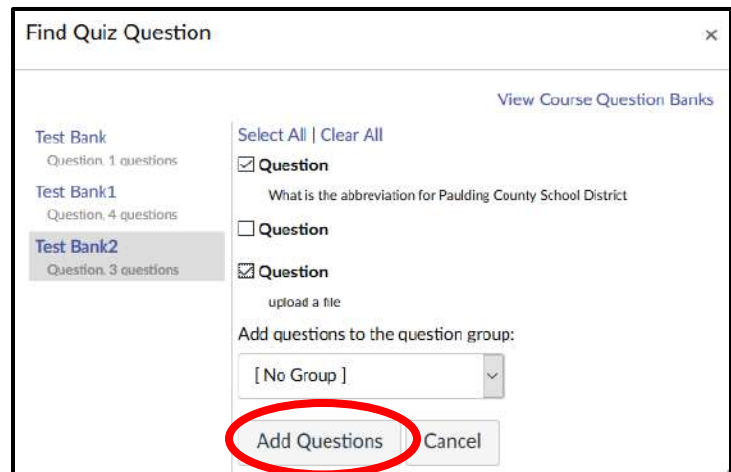 Find Quiz Question ×
View Course Question Banks
Test Bank
Question, 1 questions
Test Bank1
Question, 4 questions
Test Bank2
Question, 3 questions
Select All | Clear All
Question
What is the abbreviation for Paulding County School District
Question
Question
upload a file
Add questions to the question group:
[ No Group ]
Add Questions Cancel